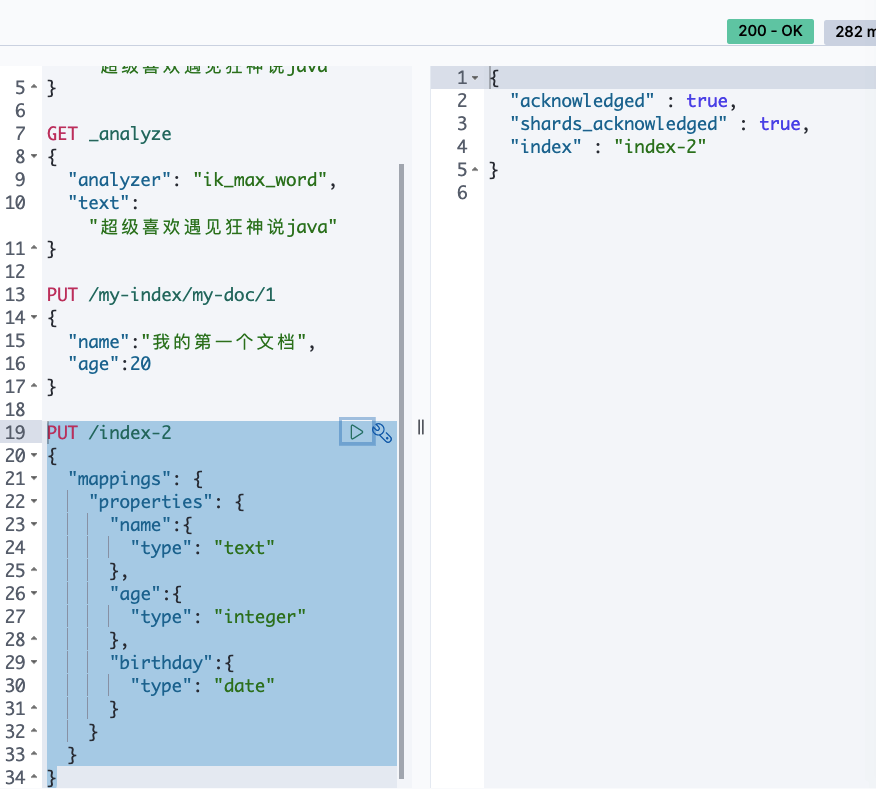 200 - OK
282 m
超级喜欢遇见狂神说java
5 }
6
7 GET _analyze
8 {
9 "analyzer": "ik_max_word",
10 "text":
"超级喜欢遇见狂神说java"
11 }
12
13 PUT /my-index/my-doc/1
14 {
15 "name":"我的第一个文档",
16 "age":20
17 }
18
19 PUT /index-2
20 {
21 "mappings": {
22 "properties": {
23 "name":{
24 "type": "text"
25 },
26 "age":{
27 "type": "integer"
28 },
29 "birthday":{
30 "type": "date"
31 }
32 }
33 }
34 }
1 {
2 "acknowledged" : true,
3 "shards_acknowledged" : true,
4 "index" : "index-2"
5 }
6